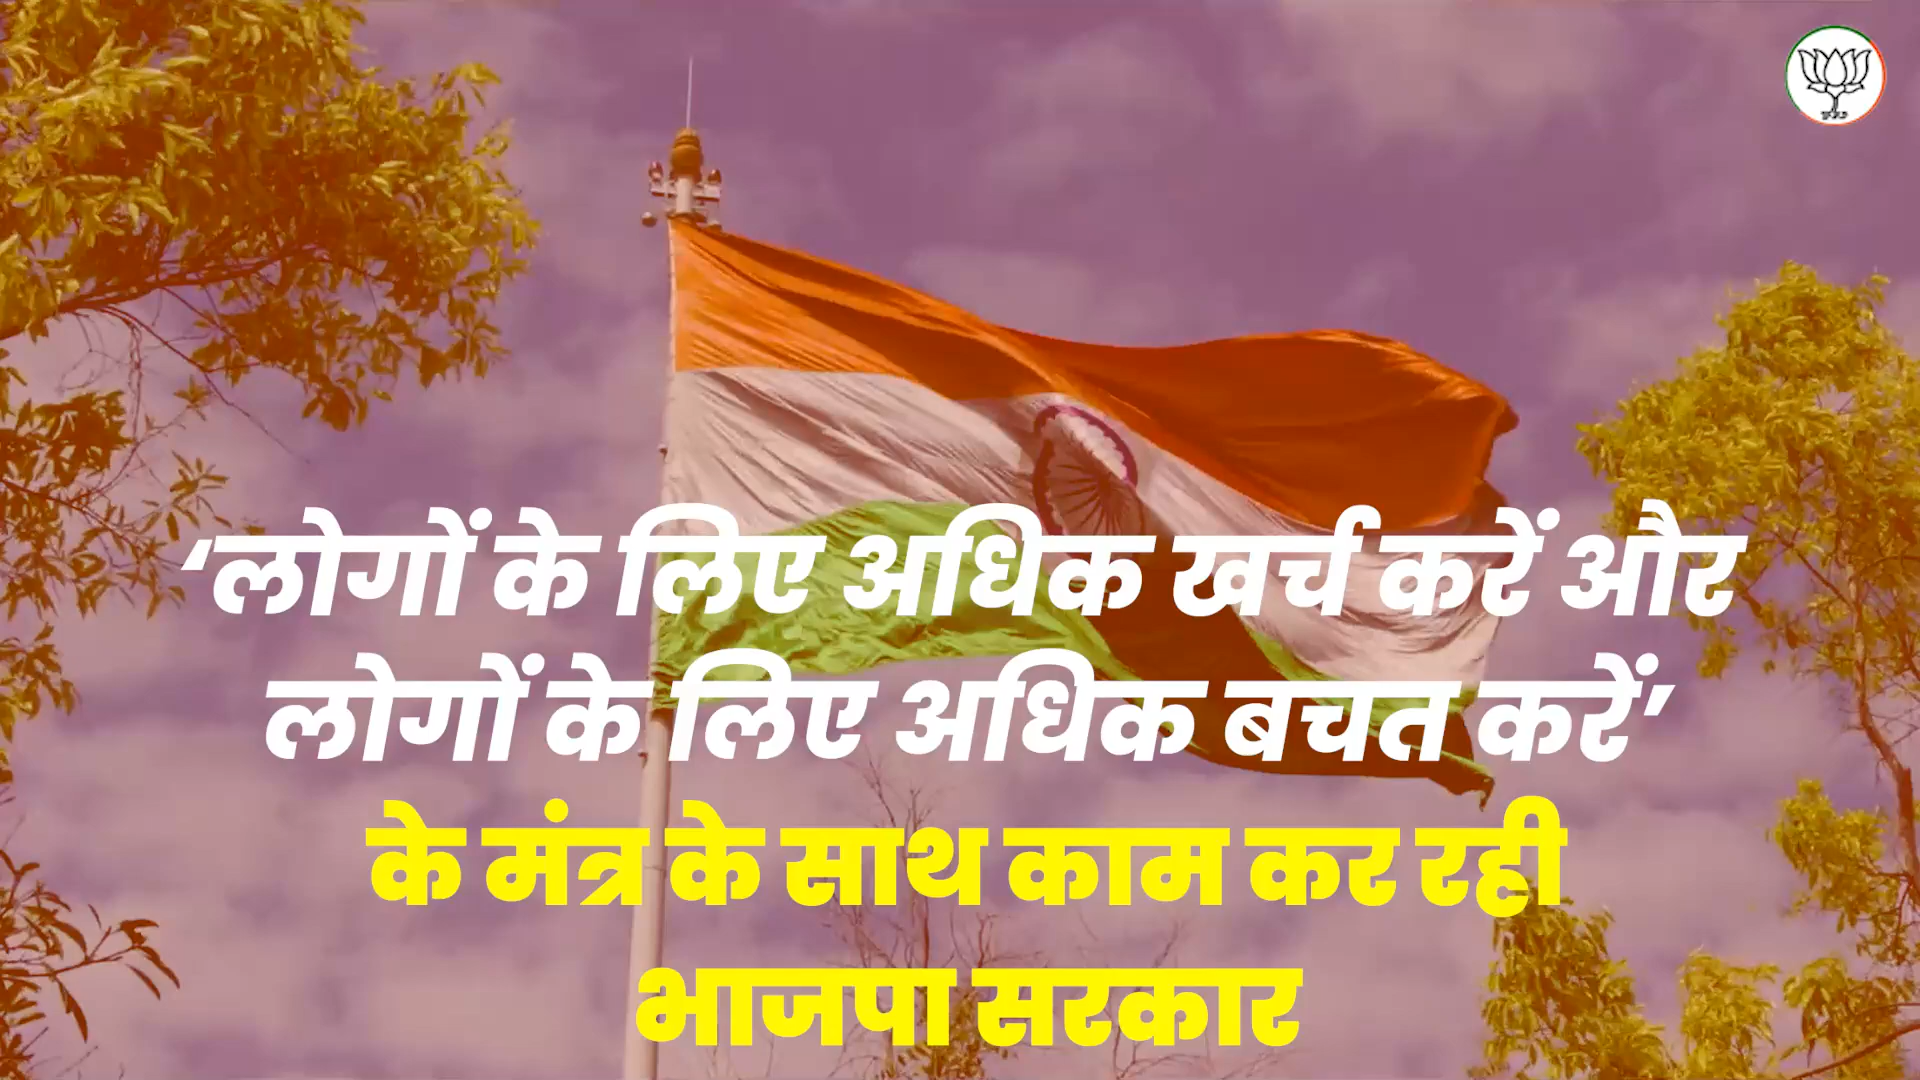 ‘लोगों के लिए अधिक खर्च करें और
लोगों के लिए अधिक बचत करें’
के मंत्र के साथ काम कर रही
भाजपा सरकार